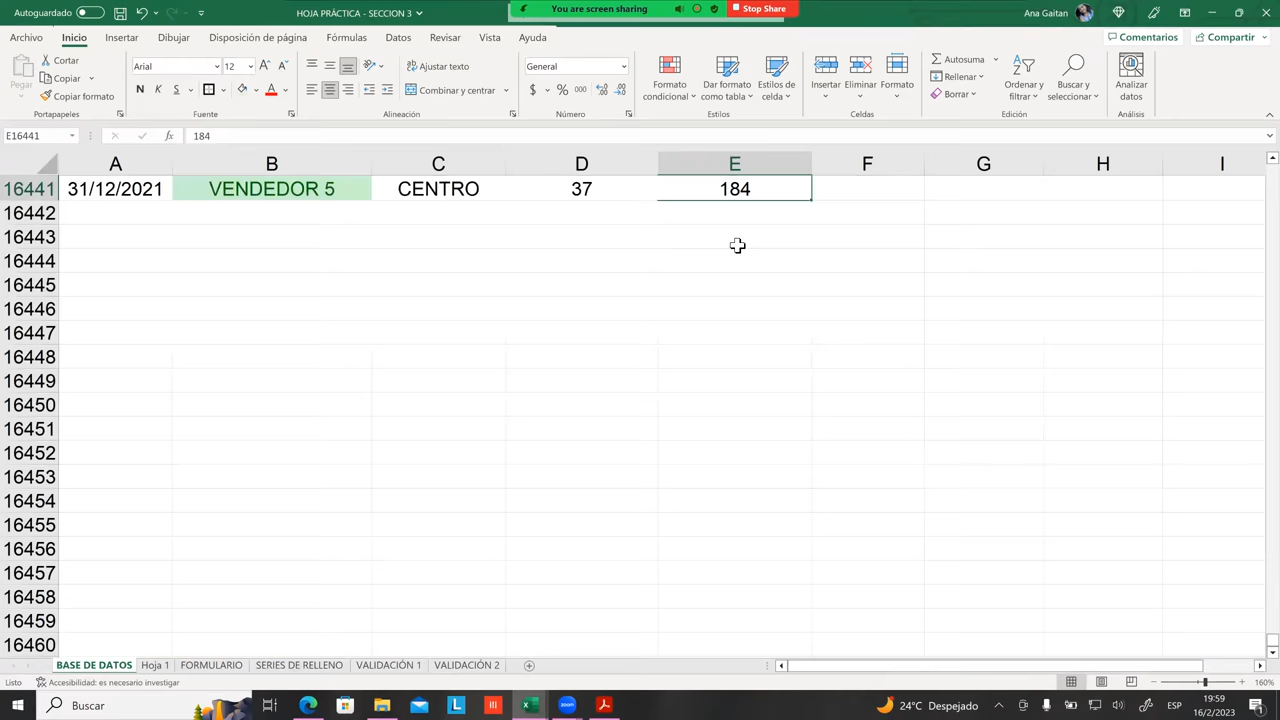 Autoguardado
HOJA PRÁCTICA - SECCION 3
You are screen sharing
Stop Share
Ana Gaitan
Archivo Inicio Insertar Dibujar Disposición de página Fórmulas Datos Revisar Vista Ayuda
Comentarios Compartir
Pegar
Cortar
Copiar
Copiar formato
Portapapeles
Arial 12
N K S
Fuente
Ajustar texto
Combinar y centrar
Alineación
General
$ % 000
Número
Formato condicional
Dar formato como tabla
Estilos de celda
Estilos
Insertar Eliminar Formato
Celdas
Autosuma
Rellenar
Borrar
Ordenar y filtrar
Buscar y seleccionar
Edición
Analizar datos
Análisis
E16441 fx 184
A B C D E F G H I
16441 31/12/2021 VENDEDOR 5 CENTRO 37 184
16442
16443
16444
16445
16446
16447
16448
16449
16450
16451
16452
16453
16454
16455
16456
16457
16458
16459
16460
BASE DE DATOS Hoja 1 FORMULARIO SERIES DE RELLENO VALIDACIÓN 1 VALIDACIÓN 2
Listo Accesibilidad: es necesario investigar 160%
Buscar
zoom
24°C Despejado
ESP
19:59
16/2/2023